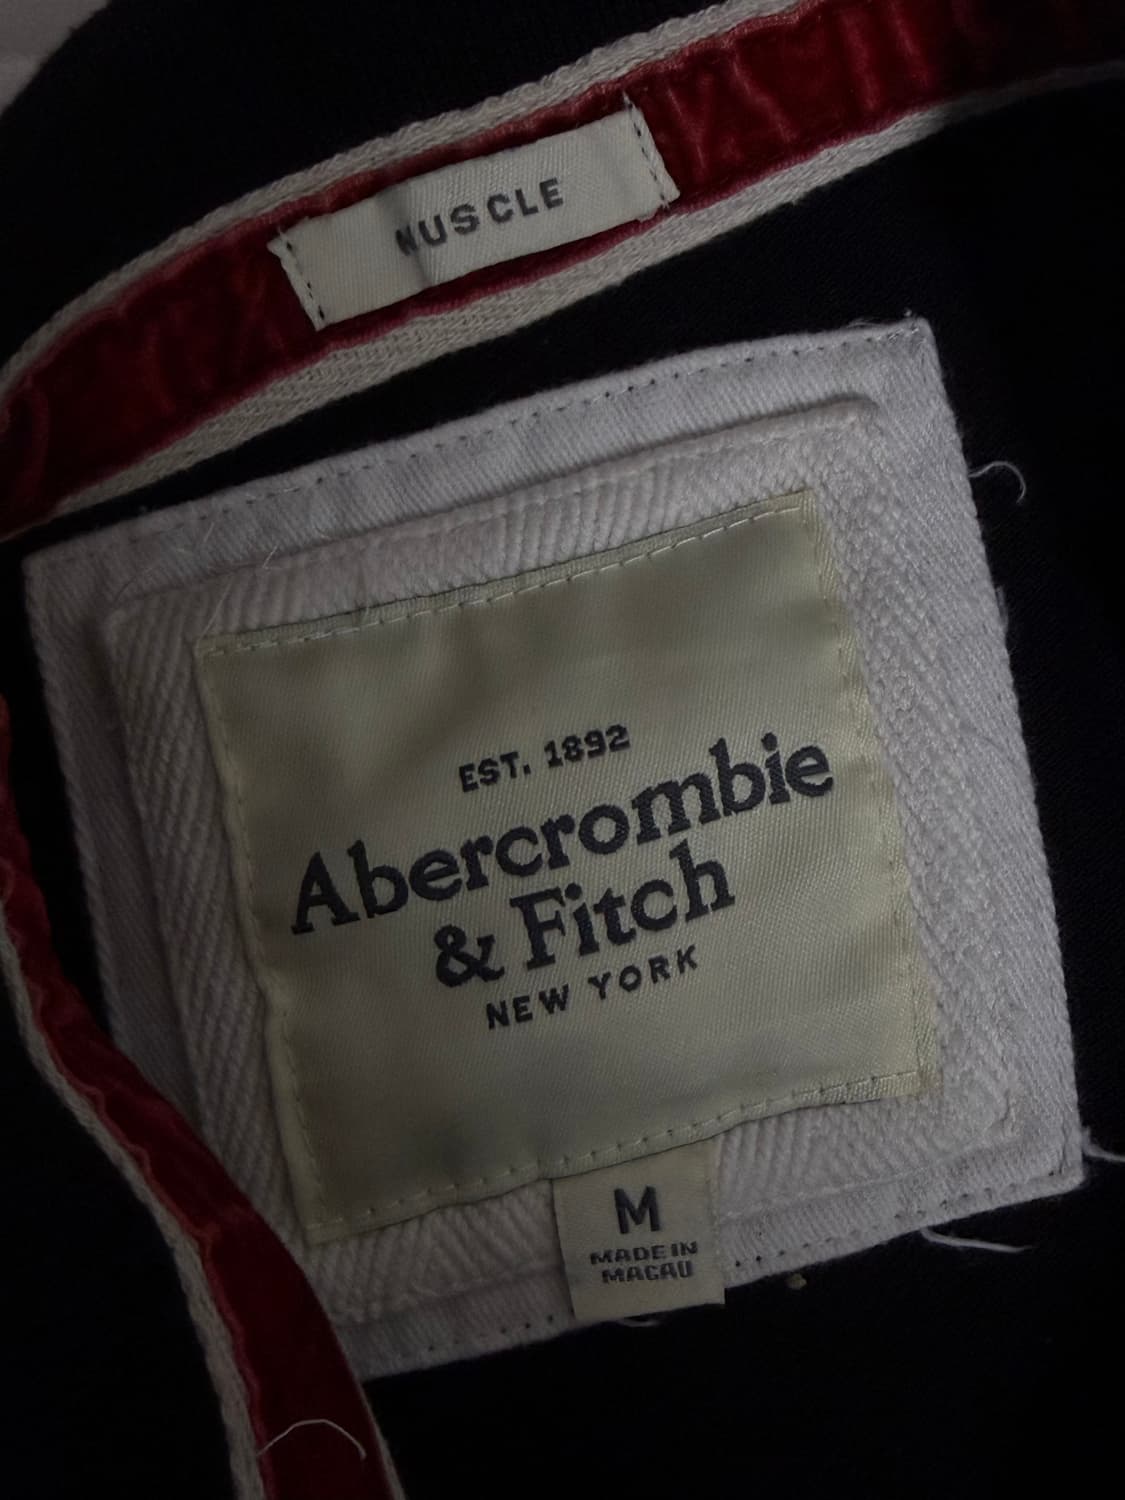 MUSCLE
EST. 1892
Abercrombie
& Fitch
NEW YORK
M
MADE IN
MACAU